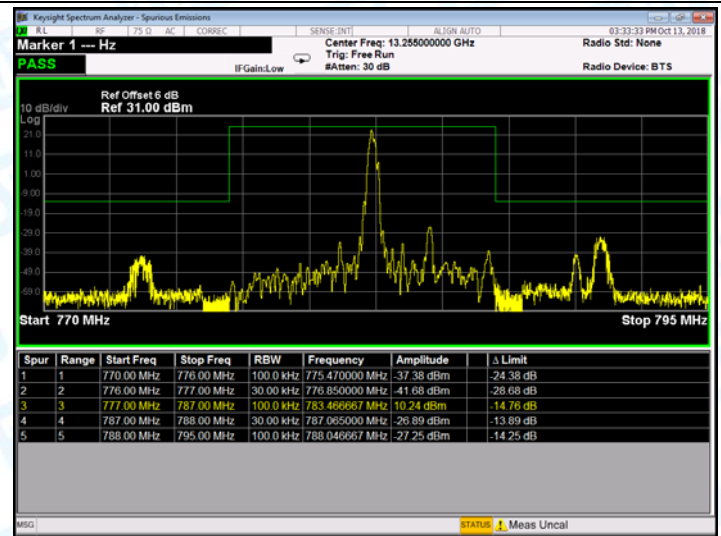 Keysight Spectrum Analyzer - Spurious Emissions
RL RF 75 Ω AC CORREC SENSE:INT ALIGN AUTO 03:33:33 PM Oct 13, 2018
Marker 1 --- Hz Center Freq: 13.255000000 GHz Radio Std: None
Trig: Free Run
PASS IFGain:Low #Atten: 30 dB Radio Device: BTS
Ref Offset 6 dB
10 dB/div Ref 31.00 dBm
Log
21.0
11.0
1.00
-9.00
-19.0
-29.0
-39.0
-49.0
-59.0
Start 770 MHz Stop 795 MHz
Spur Range Start Freq Stop Freq RBW Frequency Amplitude Δ Limit
1 1 770.00 MHz 776.00 MHz 100.0 kHz 775.470000 MHz -37.38 dBm -24.38 dB
2 2 776.00 MHz 777.00 MHz 30.00 kHz 776.850000 MHz -41.68 dBm -28.68 dB
3 3 777.00 MHz 787.00 MHz 100.0 kHz 783.466667 MHz 10.24 dBm -14.76 dB
4 4 787.00 MHz 788.00 MHz 30.00 kHz 787.065000 MHz -26.89 dBm -13.89 dB
5 5 788.00 MHz 795.00 MHz 100.0 kHz 788.046667 MHz -27.25 dBm -14.25 dB
MSG STATUS Meas Uncal